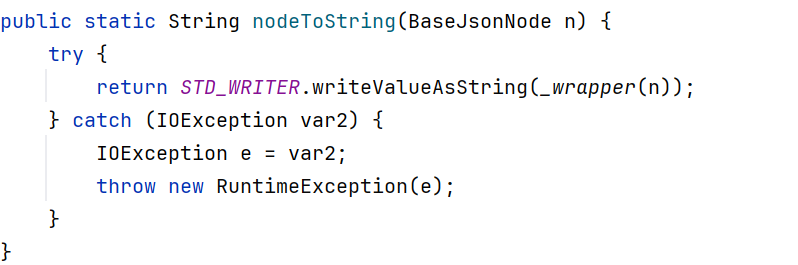 public static String nodeToString(BaseJsonNode n) {
    try {
        return STD_WRITER.writeValueAsString(_wrapper(n));
    } catch (IOException var2) {
        IOException e = var2;
        throw new RuntimeException(e);
    }
}